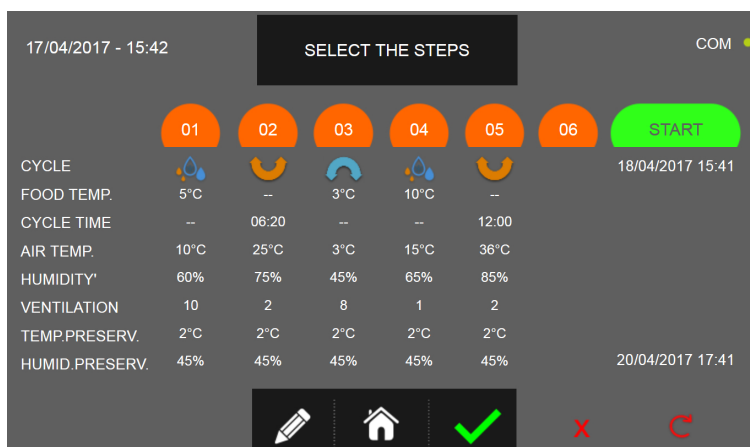 17/04/2017 - 15:42 SELECT THE STEPS COM
01 02 03 04 05 06 START
CYCLE 18/04/2017 15:41
FOOD TEMP. 5°C -- 3°C 10°C --
CYCLE TIME -- 06:20 -- -- 12:00
AIR TEMP. 10°C 25°C 3°C 15°C 36°C
HUMIDITY' 60% 75% 45% 65% 85%
VENTILATION 10 2 8 1 2
TEMP.PRESERV. 2°C 2°C 2°C 2°C 2°C
HUMID.PRESERV. 45% 45% 45% 45% 45% 20/04/2017 17:41
X